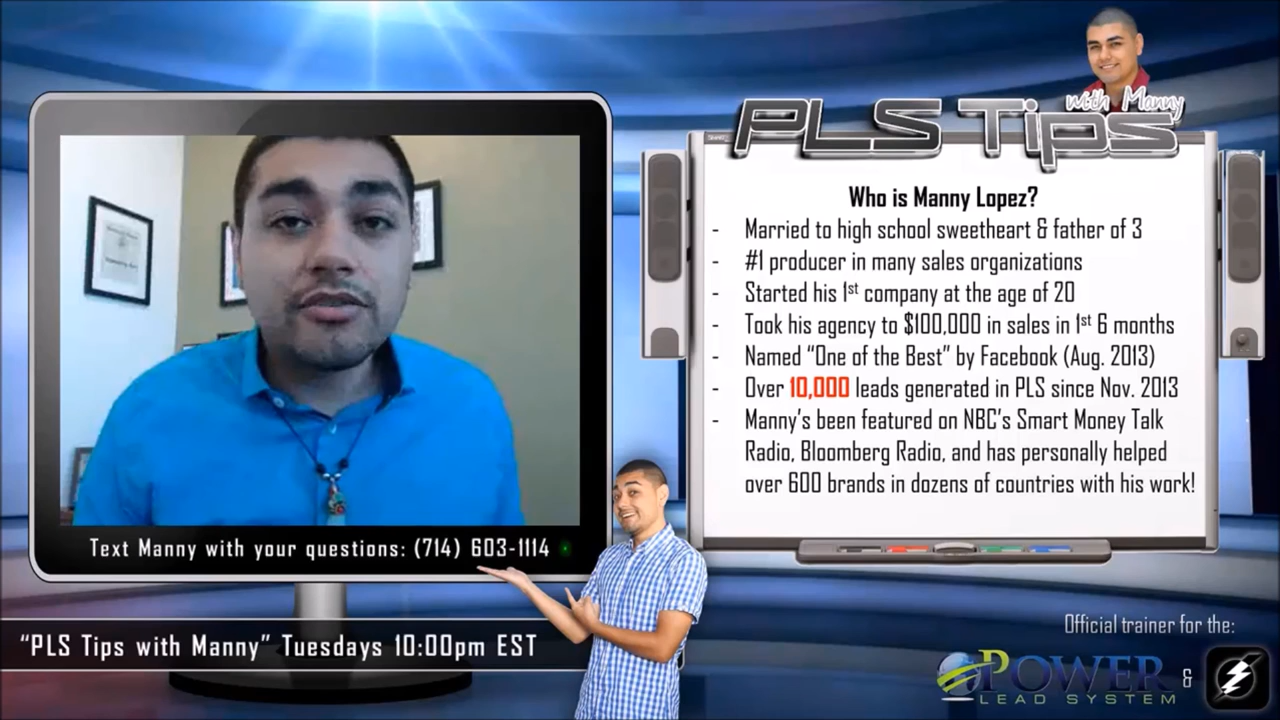 with Manny
PLS Tips
Who is Manny Lopez?
- Married to high school sweetheart & father of 3
- #1 producer in many sales organizations
- Started his 1st company at the age of 20
- Took his agency to $100,000 in sales in 1st 6 months
- Named “One of the Best” by Facebook (Aug. 2013)
- Over 10,000 leads generated in PLS since Nov. 2013
- Manny’s been featured on NBC’s Smart Money Talk
Radio, Bloomberg Radio, and has personally helped
over 600 brands in dozens of countries with his work!
Text Manny with your questions: (714) 603-1114
“PLS Tips with Manny” Tuesdays 10:00pm EST
Official trainer for the:
POWER
LEAD SYSTEM
&